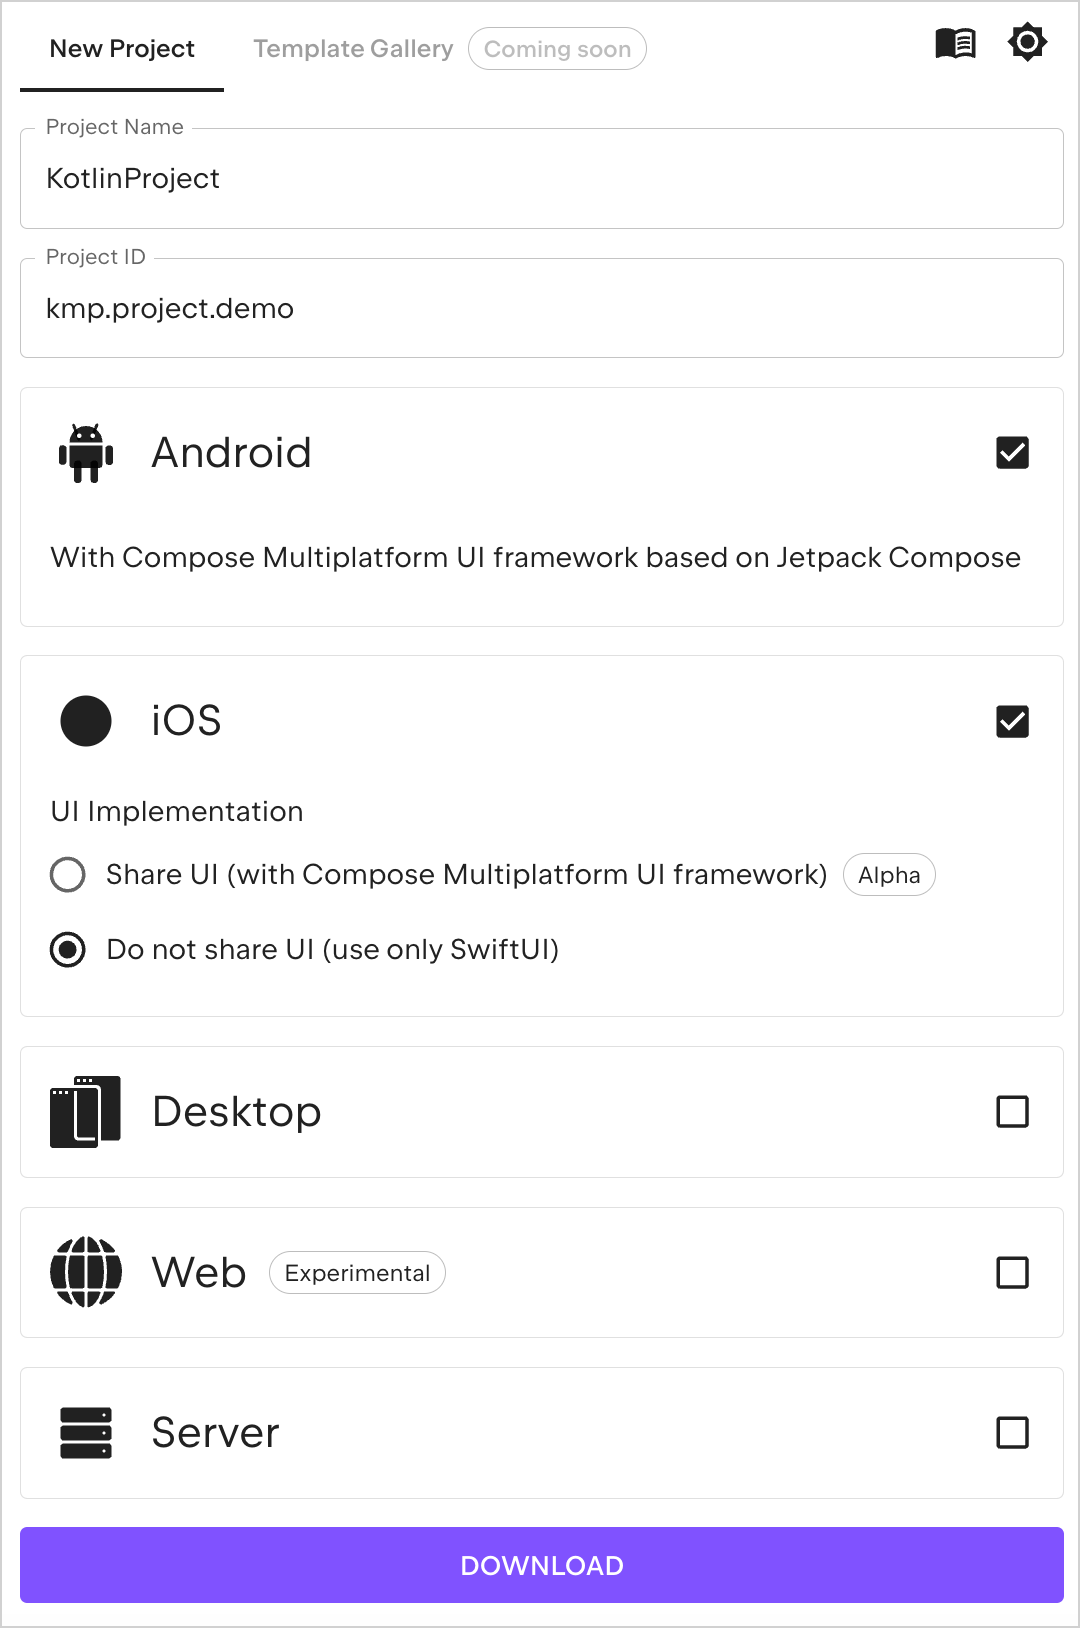 New Project
Template Gallery
Coming soon
Project Name
KotlinProject
Project ID
kmp.project.demo
Android
With Compose Multiplatform UI framework based on Jetpack Compose
iOS
UI Implementation
Share UI (with Compose Multiplatform UI framework)
Alpha
Do not share UI (use only SwiftUI)
Desktop
Web
Experimental
Server
DOWNLOAD